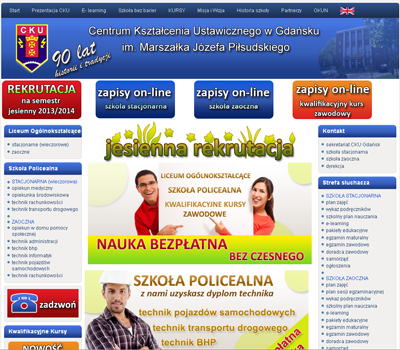 Start Prezentacja CKU E- learning Szkoła bez barier KURSY Misja i Wizja Historia szkoły Partnerzy GKUN
CKU
90 lat
historii i tradycji
Centrum Kształcenia Ustawicznego w Gdańsku
im. Marszałka Józefa Piłsudskiego
REKRUTACJA
na semestr
jesienny 2013/2014
zapisy on-line
szkoła stacjonarna
zapisy on-line
szkoła zaoczna
zapisy on-line
kwalifikacyjny kurs
zawodowy
Liceum Ogólnokształcące
stacjonarne (wieczorowe)
zaoczne
Szkoła Policealna
STACJONARNA (wieczorowa)
opiekun medyczny
opiekunka środowiskowa
technik rachunkowości
technik transportu drogowego
ZAOCZNA
opiekun w domu pomocy
społecznej
technik administracji
technik bhp
technik informatyk
technik pojazdów
samochodowych
technik rachunkowości
zadzwoń
Kwalifikacyjne Kursy
NOWOŚĆ
jesienna rekrutacja
LICEUM OGÓLNOKSZTAŁCĄCE
SZKOŁA POLICEALNA
KWALIFIKACYJNE KURSY
ZAWODOWE
NAUKA BEZPŁATNA
BEZ CZESNEGO
SZKOŁA POLICEALNA
z nami uzyskasz dyplom technika
technik pojazdów samochodowych
technik transportu drogowego
technik BHP
Kontakt
sekretariat CKU Gdańsk
szkoła stacjonarna
szkoła zaoczna
dyrekcja
Strefa słuchacza
SZKOŁA STACJONARNA
plan zajęć
wykaz podręczników
szkolny plan nauczania
e-learning
pakiety edukacyjne
egzamin maturalny
egzamin zawodowy
doradca zawodowy
samorząd
ogłoszenia
SZKOŁA ZAOCZNA
plan zajęć
plan sesji egzaminacyjnej
wykaz podręczników
szkolny plan nauczania
e-learning
pakiety edukacyjne
egzamin maturalny
egzamin zawodowy
doradca zawodowy